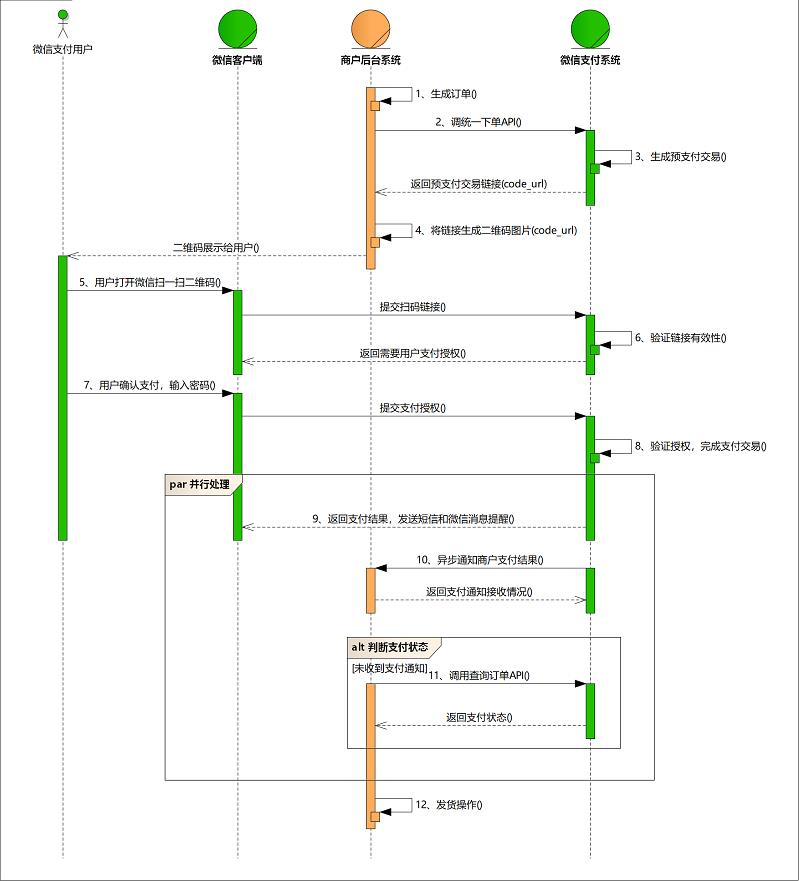 微信支付用户
微信客户端
商户后台系统
微信支付系统
1、生成订单()
2、调统一下单API()
3、生成预支付交易()
返回预支付交易链接(code_url)
4、将链接生成二维码图片(code_url)
二维码展示给用户()
5、用户打开微信扫一扫二维码()
提交扫码链接()
6、验证链接有效性()
返回需要用户支付授权()
7、用户确认支付，输入密码()
提交支付授权()
8、验证授权，完成支付交易()
par 并行处理
9、返回支付结果，发送短信和微信消息提醒()
10、异步通知商户支付结果()
返回支付通知接收情况()
alt 判断支付状态
[未收到支付通知]
11、调用查询订单API()
返回支付状态()
12、发货操作()